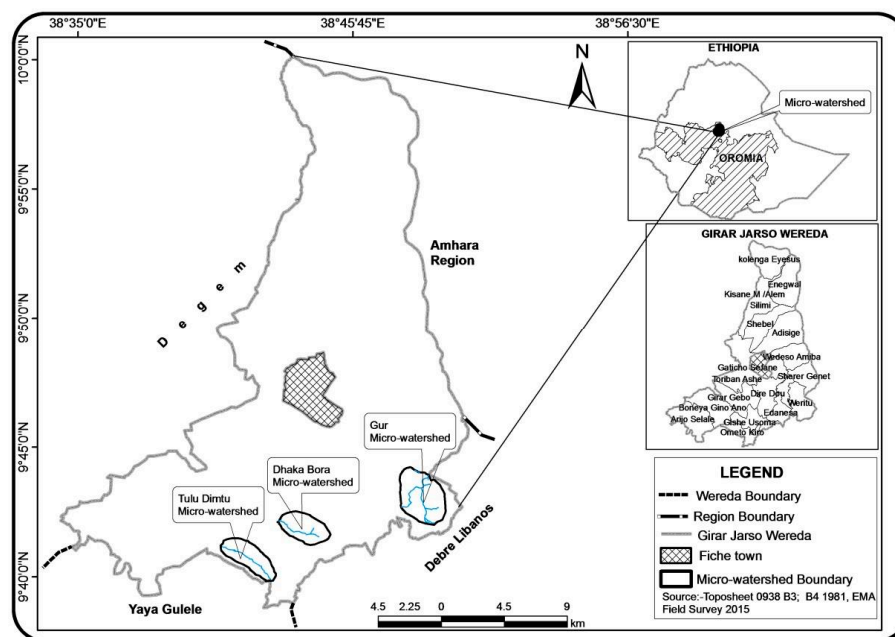 38°35'0"E
38°45'45"E
38°56'30"E
10°0'0"N
9°55'0"N
9°50'0"N
9°45'0"N
9°40'0"N
N
Degem
Amhara
Region
Gur
Micro-watershed
Dhaka Bora
Micro-watershed
Tulu Dimtu
Micro-watershed
Debre Libanos
Yaya Gulele
4.5 2.25 0 4.5 9
km
ETHIOPIA
Micro-watershed
OROMIA
GIRAR JARSO WEREDA
kolenga Eyesus
Enegwal
Kisane M /Alem
Silimi
Shebel
Adisige
Wedeso Amiba
Gaticho Sefane
Sherer Genet
Toriban Ashe
Dire Dou
Girar Gebo
Weritu
Boneya Gino Ano
Edanesa
Arijo Selale
Gishe Usoma
Ometo Kiro
LEGEND
Wereda Boundary
Region Boundary
Girar Jarso Wereda
Fiche town
Micro-watershed Boundary
Source:-Toposheet 0938 B3; B4 1981, EMA
Field Survey 2015